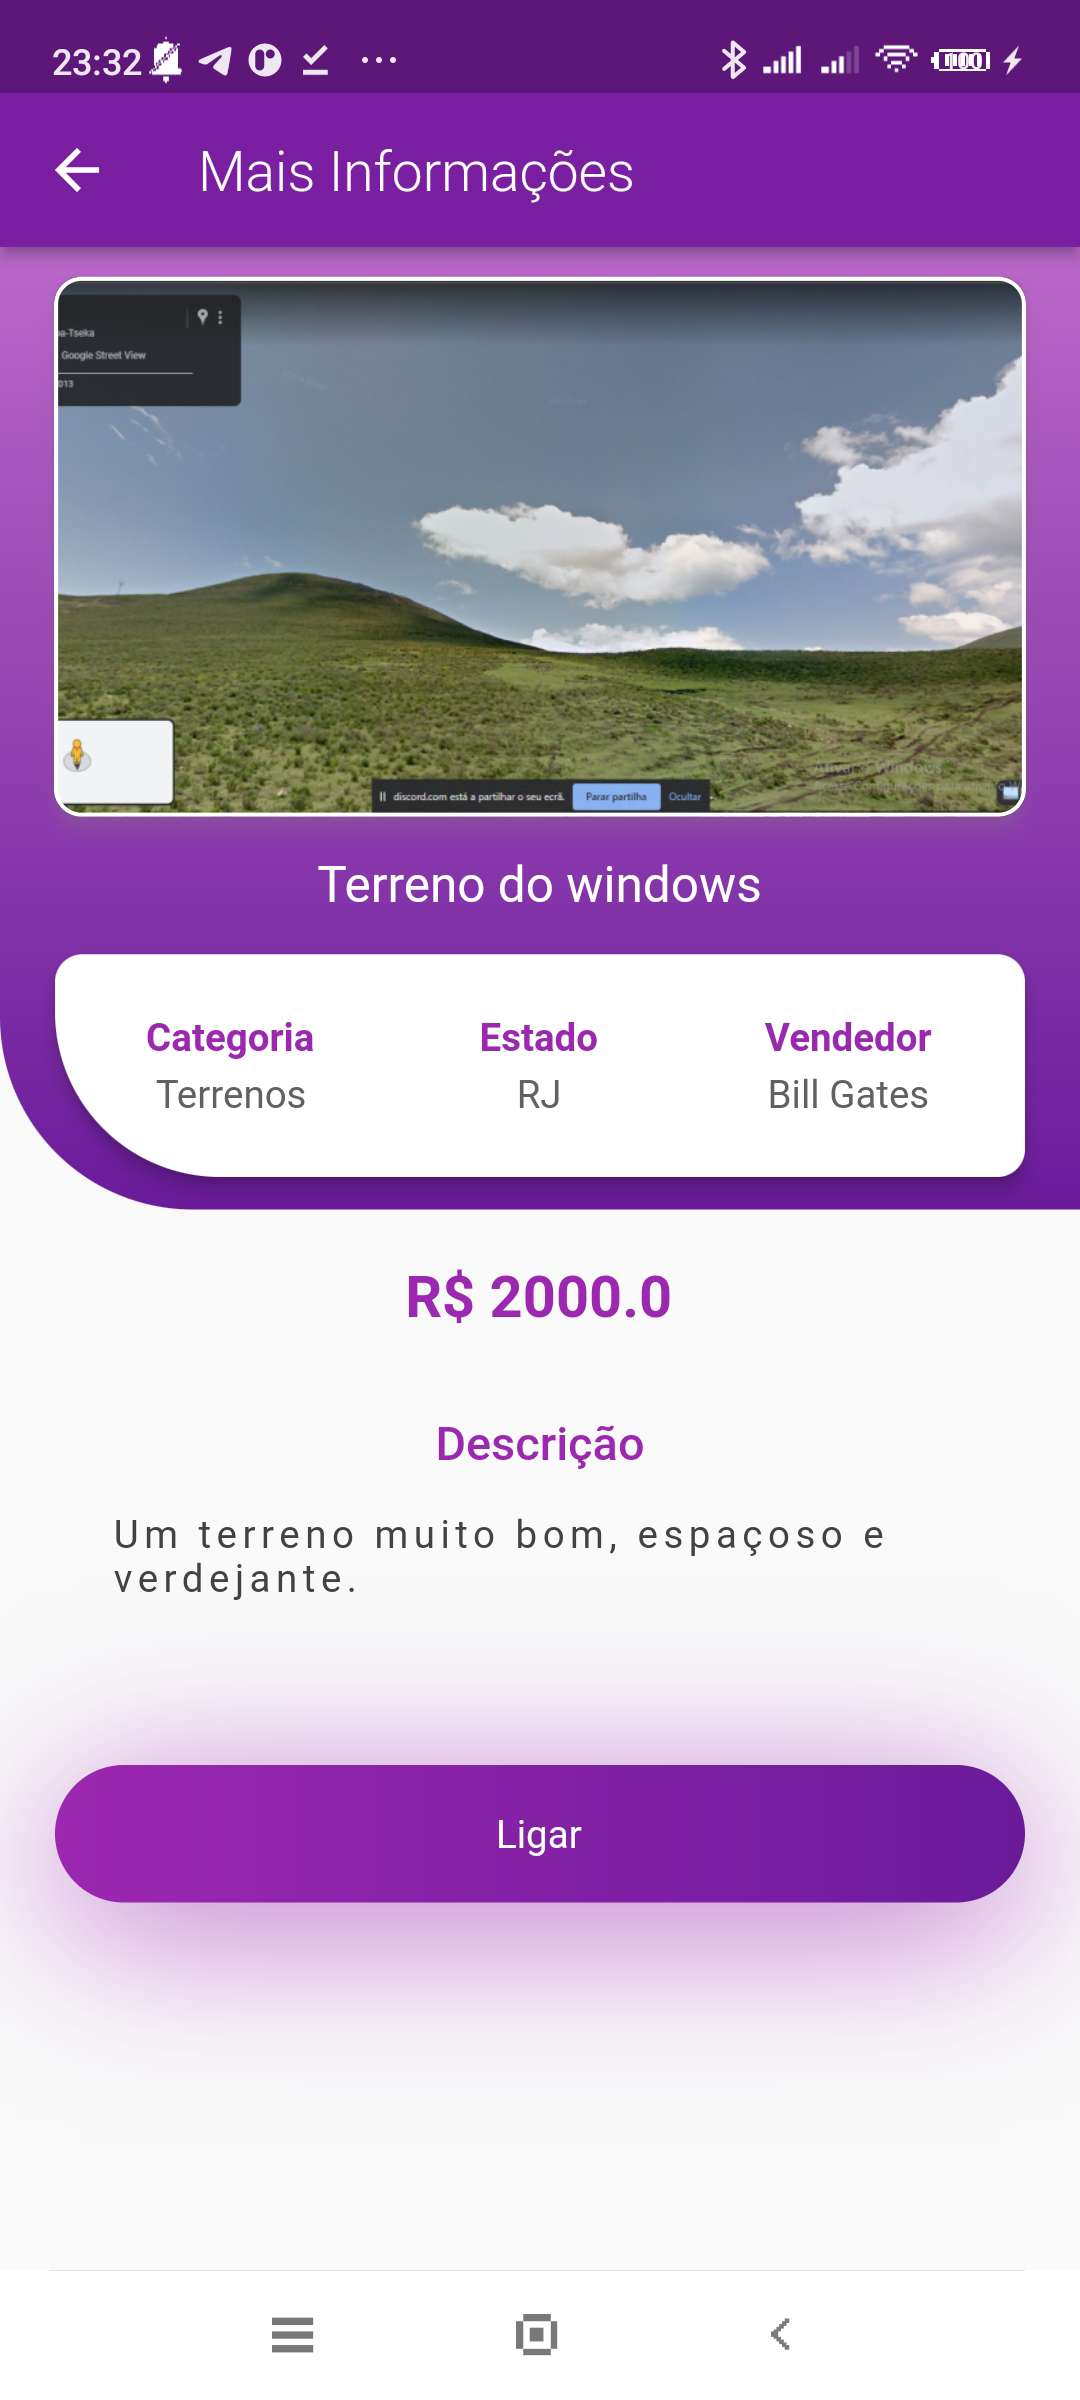 23:32
100
Mais Informações
a-Tseka
Google Street View
013
discord.com está a partilhar o seu ecrã. Parar partilha Ocultar
Terreno do windows
Categoria Estado Vendedor
Terrenos RJ Bill Gates
R$ 2000.0
Descrição
Um terreno muito bom, espaçoso e
verdejante.
Ligar